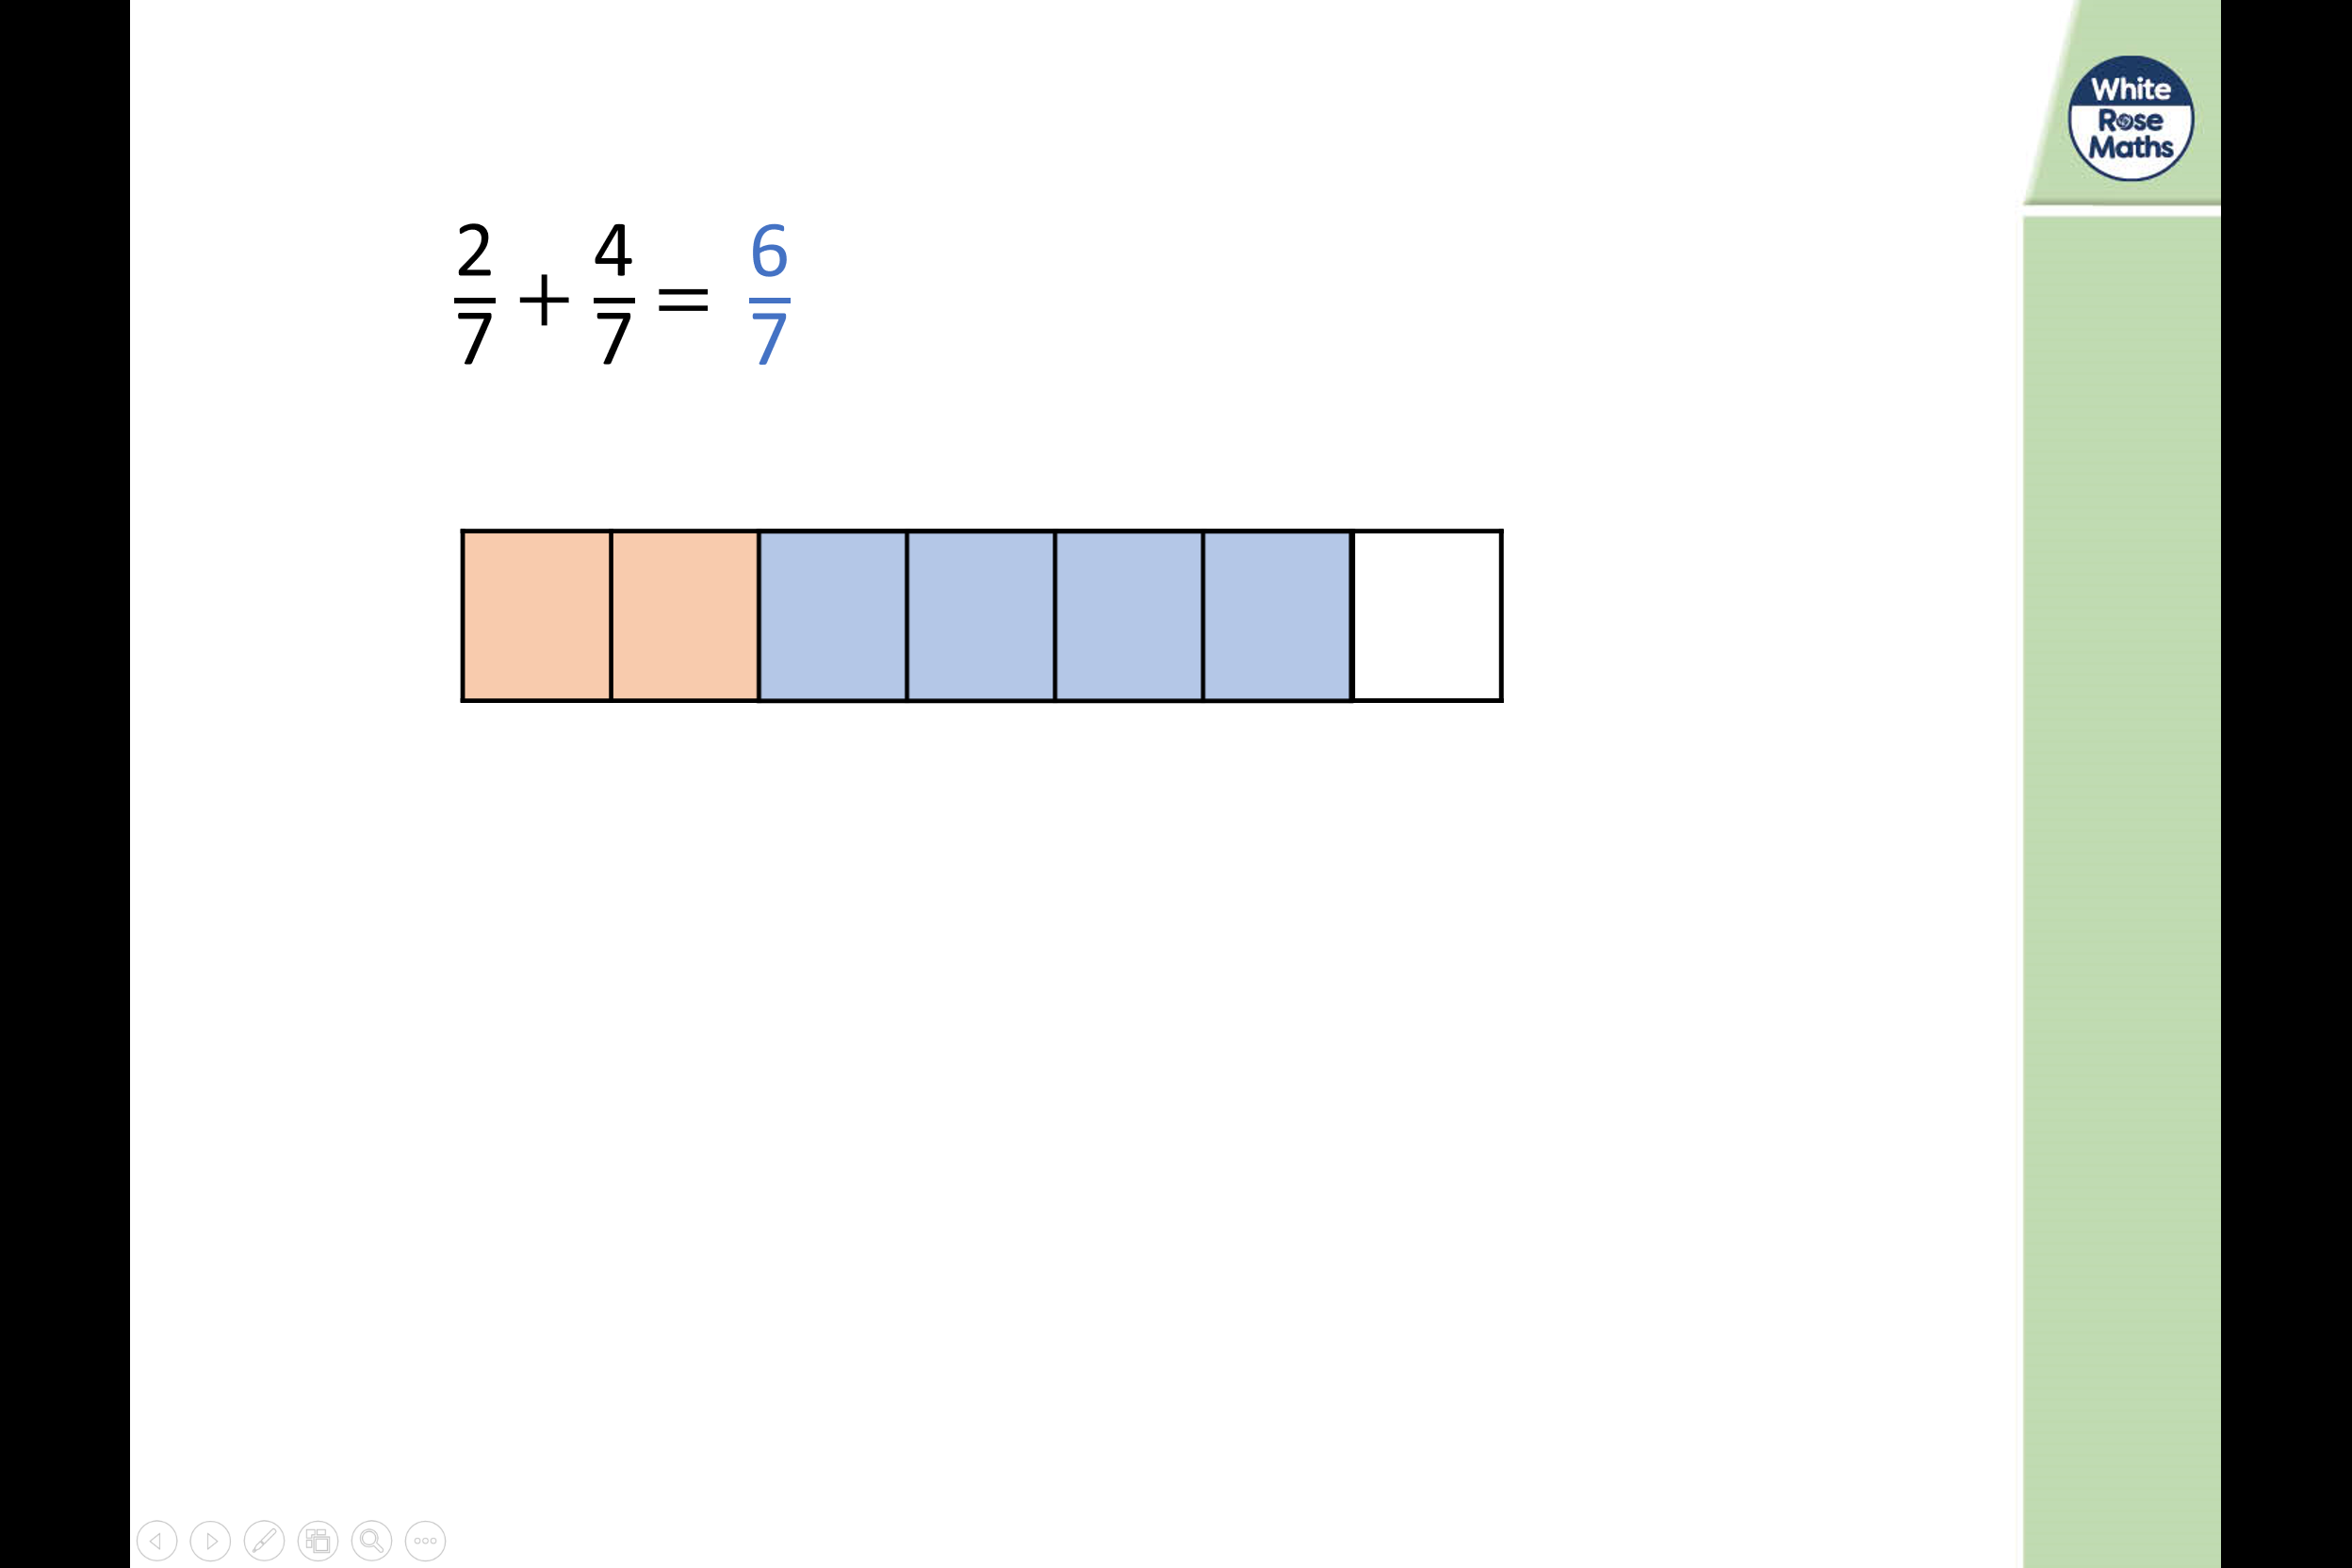 2/7 + 4/7 = 6/7
White
Rose
Maths